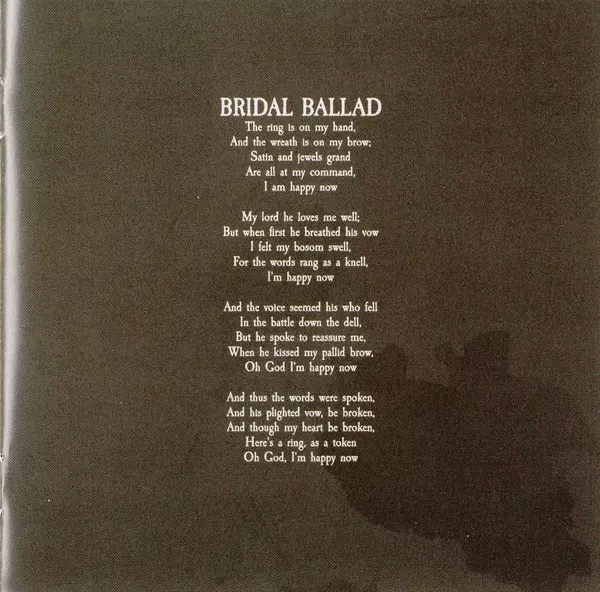 BRIDAL BALLAD
The ring is on my hand,
And the wreath is on my brow;
Satin and jewels grand
Are all at my command,
I am happy now
My lord he loves me well;
But when first he breathed his vow
I felt my bosom swell,
For the words rang as a knell,
I'm happy now
And the voice seemed his who fell
In the battle down the dell,
But he spoke to reassure me,
When he kissed my pallid brow,
Oh God I'm happy now
And thus the words were spoken,
And his plighted vow, be broken,
And though my heart be broken,
Here's a ring, as a token
Oh God, I'm happy now